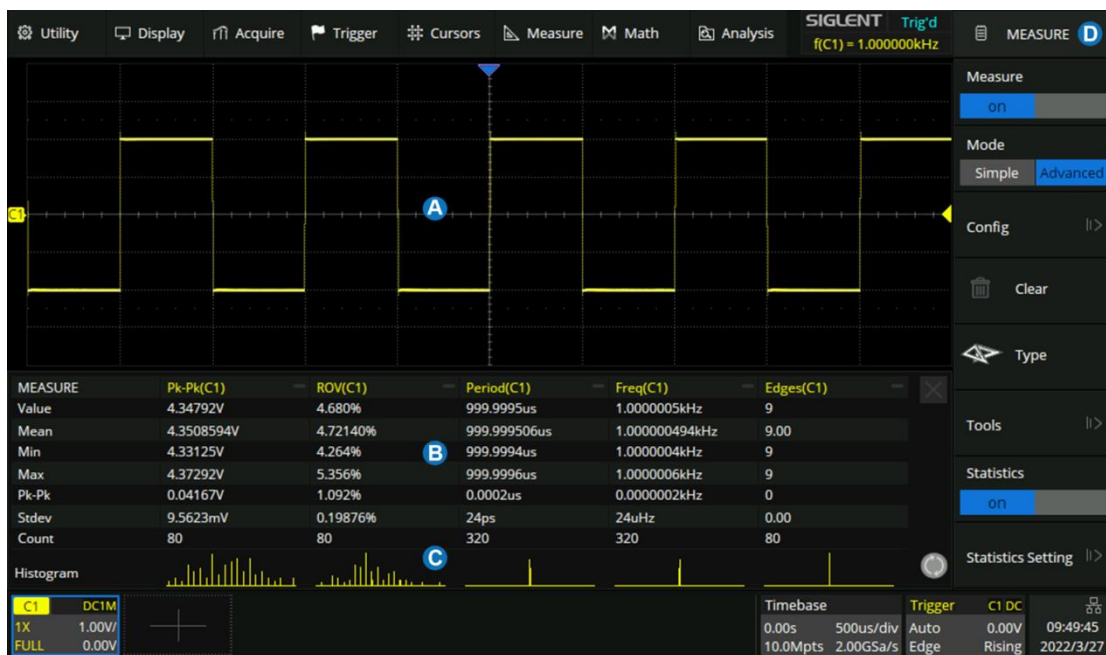 Utility Display Acquire Trigger Cursors Measure Math Analysis
SIGLENT Trig'd
f(C1) = 1.000000kHz
MEASURE D
Measure
on
Mode
Simple Advanced
Config
Clear
Type
Tools
Statistics
on
Statistics Setting
C1
A
MEASURE Pk-Pk(C1) ROV(C1) Period(C1) Freq(C1) Edges(C1)
Value 4.34792V 4.680% 999.9995us 1.0000005kHz 9
Mean 4.3508594V 4.72140% 999.999506us 1.000000494kHz 9.00
Min 4.33125V 4.264% B 999.9994us 1.0000004kHz 9
Max 4.37292V 5.356% 999.9996us 1.0000006kHz 9
Pk-Pk 0.04167V 1.092% 0.0002us 0.0000002kHz 0
Stdev 9.5623mV 0.19876% 24ps 24uHz 0.00
Count 80 80 320 320 80
Histogram C
C1 DC1M
1X 1.00V/
FULL 0.00V
Timebase
0.00s 500us/div
10.0Mpts 2.00GSa/s
Trigger C1 DC
Auto 0.00V
Edge Rising
09:49:45
2022/3/27